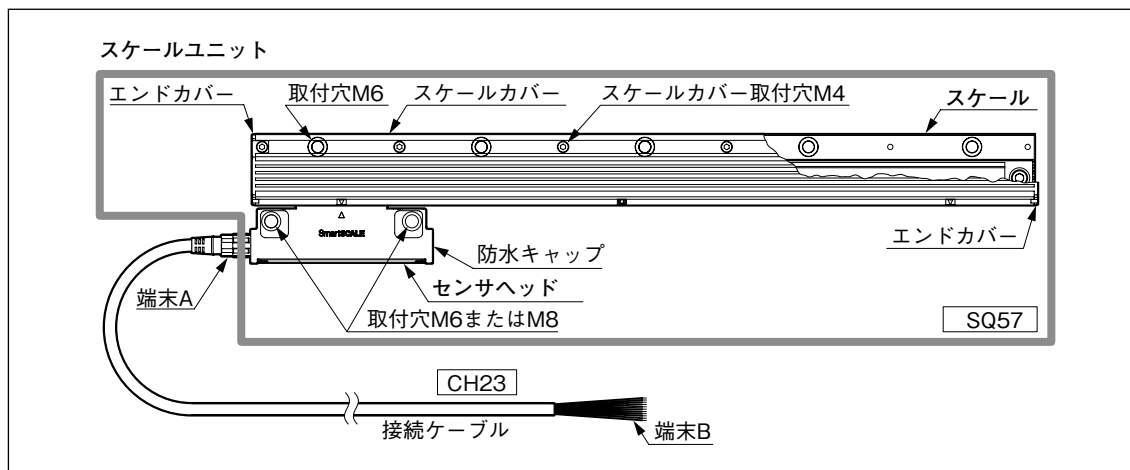 スケールユニット
エンドカバー
取付穴M6
スケールカバー
スケールカバー取付穴M4
スケール
SmartSCALE
エンドカバー
防水キャップ
端末A
センサヘッド
取付穴M6またはM8
SQ57
CH23
接続ケーブル
端末B